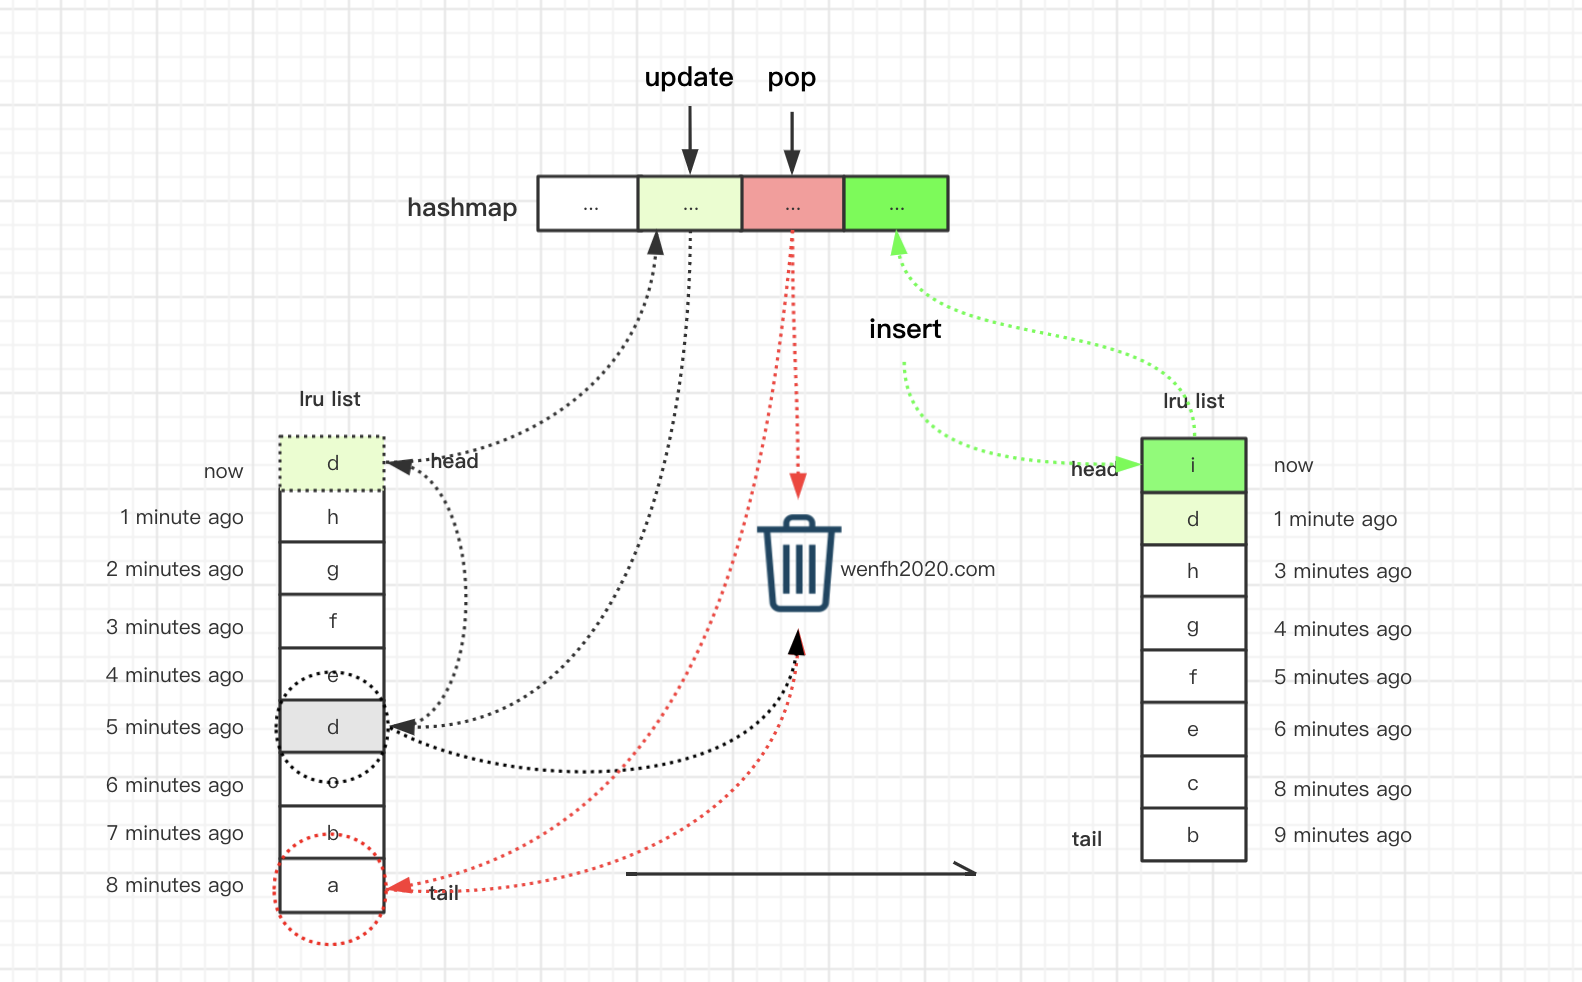 update pop
hashmap ... ... ... ...
insert
lru list
d head
now
1 minute ago h
2 minutes ago g
3 minutes ago f
4 minutes ago e
5 minutes ago d
6 minutes ago c
7 minutes ago b
8 minutes ago a
tail
wenfh2020.com
lru list
head i now
d 1 minute ago
h 3 minutes ago
g 4 minutes ago
f 5 minutes ago
e 6 minutes ago
c 8 minutes ago
tail b 9 minutes ago